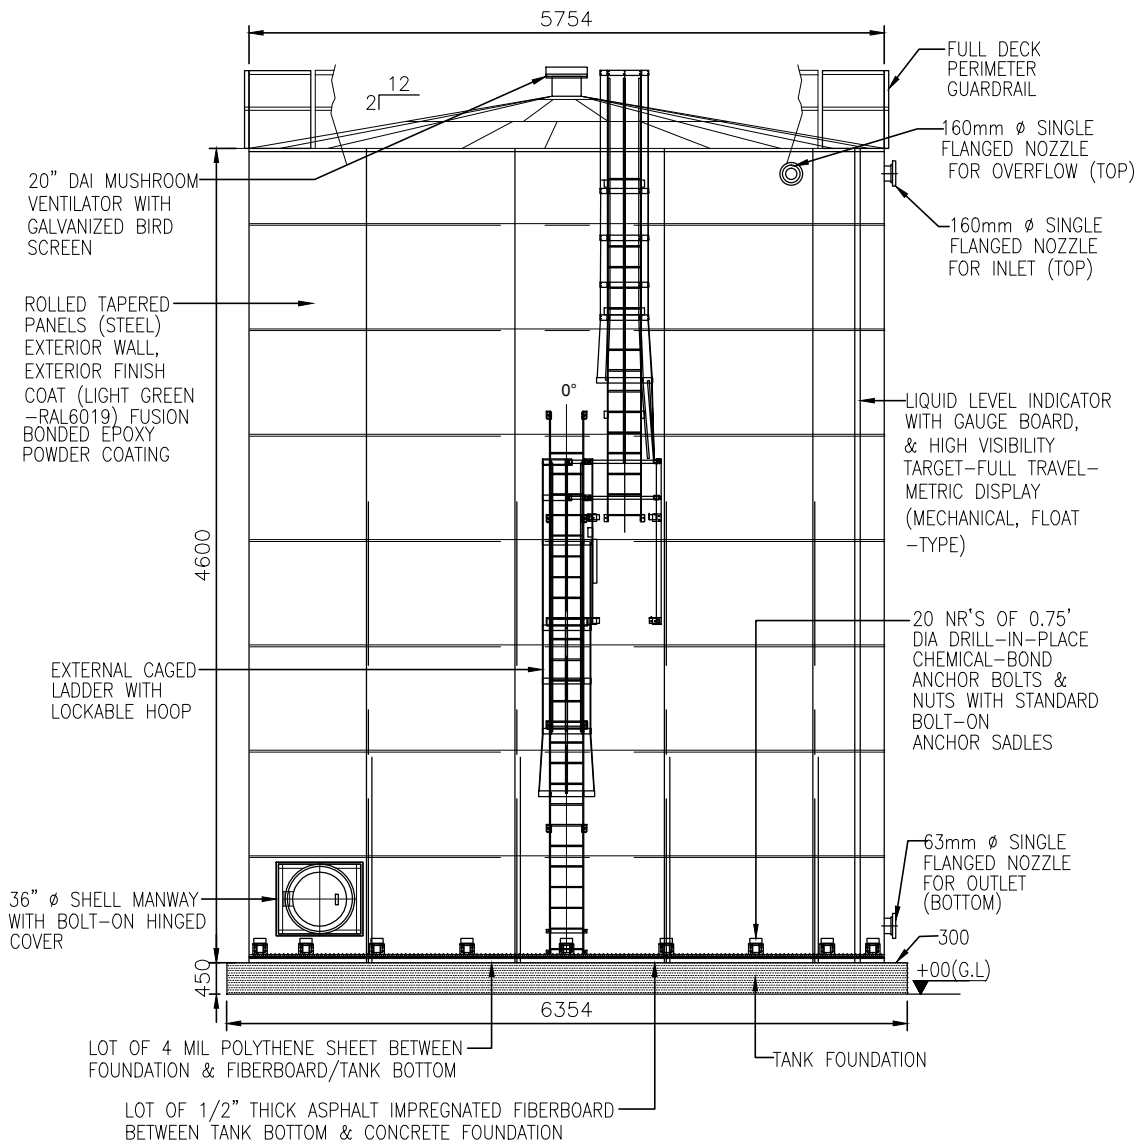 5754
FULL DECK
PERIMETER
GUARDRAIL
12
2
160mm ø SINGLE
FLANGED NOZZLE
FOR OVERFLOW (TOP)
20" DAI MUSHROOM
VENTILATOR WITH
GALVANIZED BIRD
SCREEN
160mm ø SINGLE
FLANGED NOZZLE
FOR INLET (TOP)
ROLLED TAPERED
PANELS (STEEL)
EXTERIOR WALL,
EXTERIOR FINISH
COAT (LIGHT GREEN
-RAL6019) FUSION
BONDED EPOXY
POWDER COATING
0°
LIQUID LEVEL INDICATOR
WITH GAUGE BOARD,
& HIGH VISIBILITY
TARGET-FULL TRAVEL-
METRIC DISPLAY
(MECHANICAL, FLOAT
-TYPE)
4600
20 NR'S OF 0.75'
DIA DRILL-IN-PLACE
CHEMICAL-BOND
ANCHOR BOLTS &
NUTS WITH STANDARD
BOLT-ON
ANCHOR SADLES
EXTERNAL CAGED
LADDER WITH
LOCKABLE HOOP
63mm ø SINGLE
FLANGED NOZZLE
FOR OUTLET
(BOTTOM)
36" ø SHELL MANWAY
WITH BOLT-ON HINGED
COVER
300
+00(G.L)
450
6354
LOT OF 4 MIL POLYTHENE SHEET BETWEEN
FOUNDATION & FIBERBOARD/TANK BOTTOM
TANK FOUNDATION
LOT OF 1/2" THICK ASPHALT IMPREGNATED FIBERBOARD
BETWEEN TANK BOTTOM & CONCRETE FOUNDATION